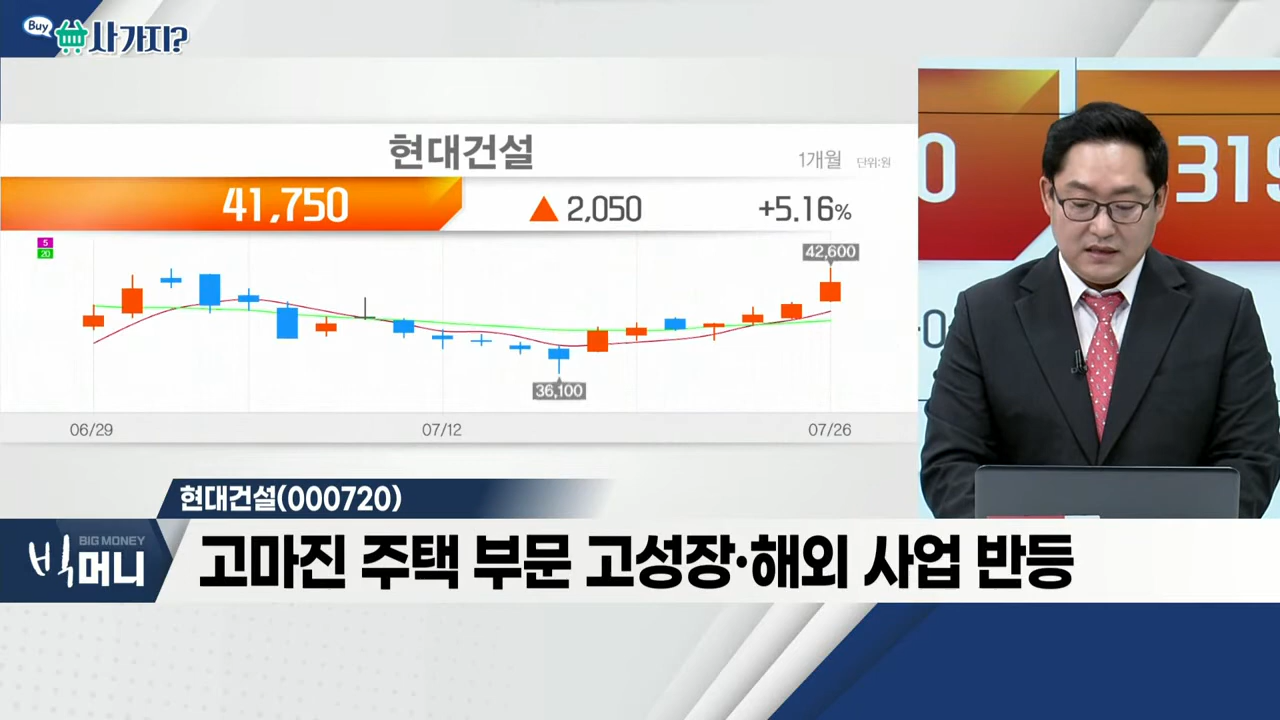 Buy
사가지?
현대건설
1개월 단위:원
41,750 ▲ 2,050 +5.16%
5
20
42,600
36,100
06/29 07/12 07/26
0 319
현대건설(000720)
BIG MONEY
빅머니
고마진 주택 부문 고성장·해외 사업 반등